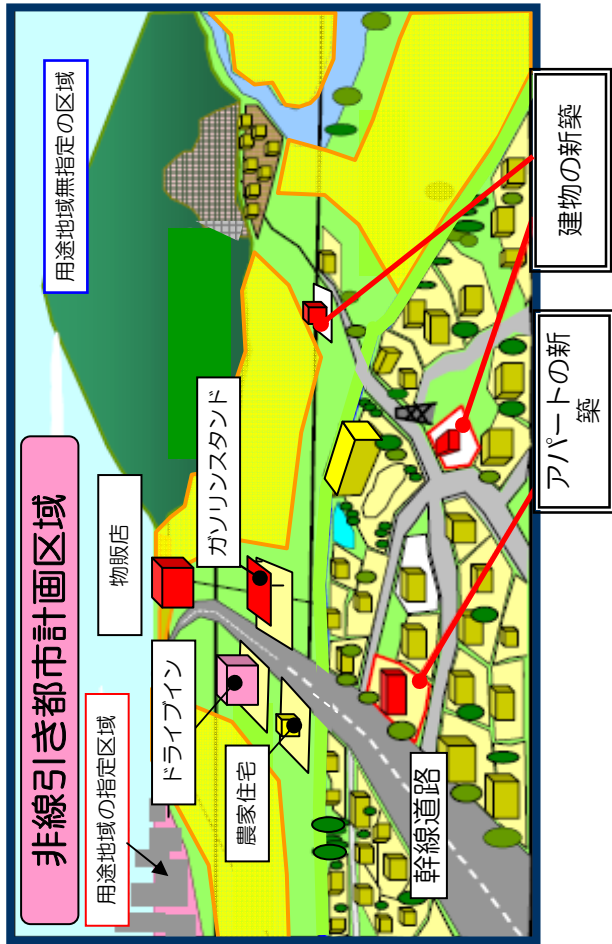 非線引き都市計画区域
用途地域の指定区域
用途地域無指定の区域
物販店
ガソリンスタンド
ドライブイン
農家住宅
幹線道路
アパートの新
築
建物の新築